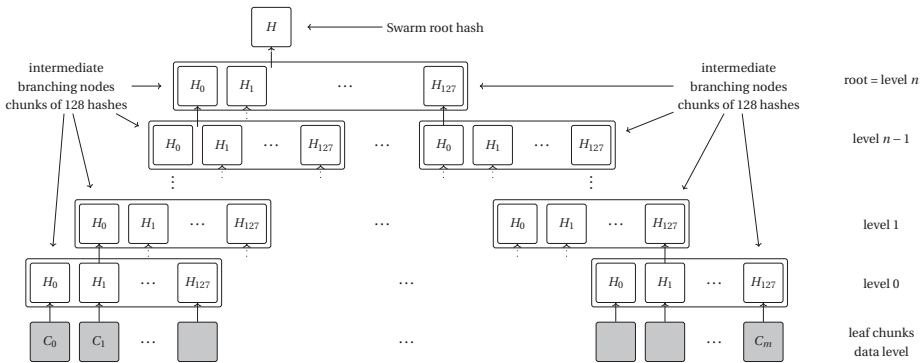 H
Swarm root hash
intermediate
branching nodes
chunks of 128 hashes
H₀ H₁ ⋯ H₁₂₇
intermediate
branching nodes
chunks of 128 hashes
root = level n
H₀ H₁ ⋯ H₁₂₇ ⋯ H₀ H₁ ⋯ H₁₂₇
level n − 1
⋮ ⋮
H₀ H₁ ⋯ H₁₂₇ ⋯ H₀ H₁ ⋯ H₁₂₇
level 1
H₀ H₁ ⋯ H₁₂₇ ⋯ H₀ H₁ ⋯ H₁₂₇
level 0
C₀ C₁ ⋯ ⋯ ⋯ Cₘ
leaf chunks
data level